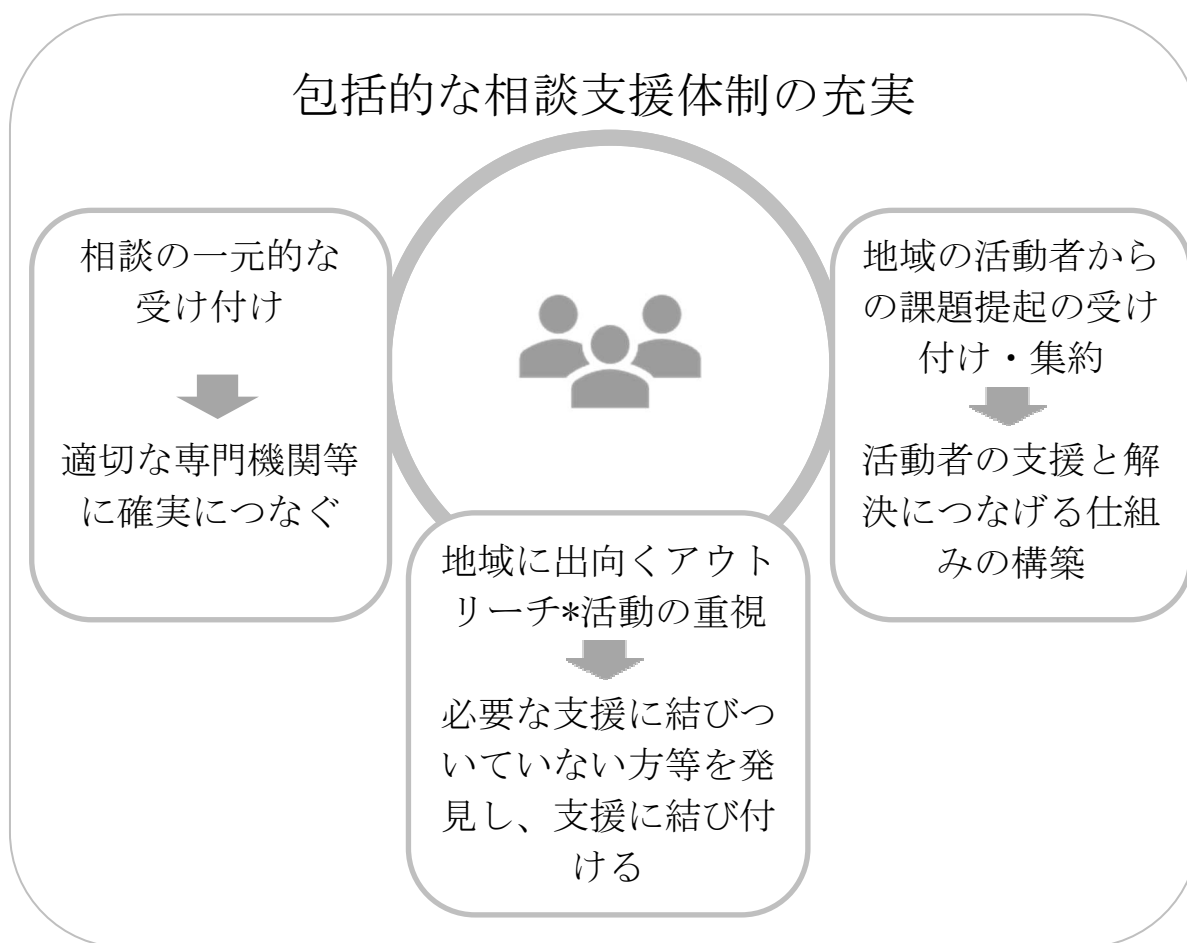 包括的な相談支援体制の充実
相談の一元的な
受け付け
適切な専門機関等
に確実につなぐ
地域に出向くアウト
リーチ*活動の重視
必要な支援に結びつ
いていない方等を発
見し、支援に結び付
ける
地域の活動者から
の課題提起の受け
付け・集約
活動者の支援と解
決につなげる仕組
みの構築